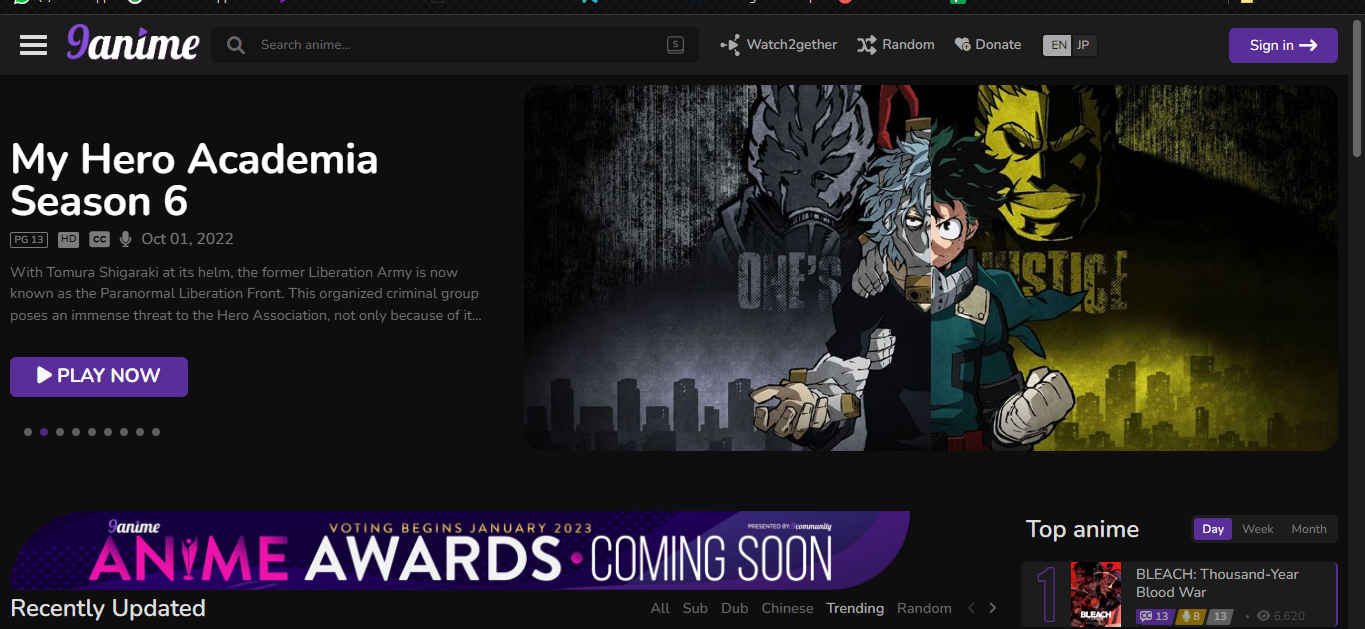 9anime
Search anime...
S
Watch2gether
Random
Donate
EN JP
Sign in
My Hero Academia
Season 6
PG 13 HD CC Oct 01, 2022
With Tomura Shigaraki at its helm, the former Liberation Army is now
known as the Paranormal Liberation Front. This organized criminal group
poses an immense threat to the Hero Association, not only because of it...
PLAY NOW
ONE'S
JUSTICE
9anime
VOTING BEGINS JANUARY 2023
PRESENTED BY: 9community
ANIME AWARDS • COMING SOON
Recently Updated
All Sub Dub Chinese Trending Random
Top anime
Day Week Month
1
BLEACH
BLEACH: Thousand-Year
Blood War
CC 13 8 13 • 6,620